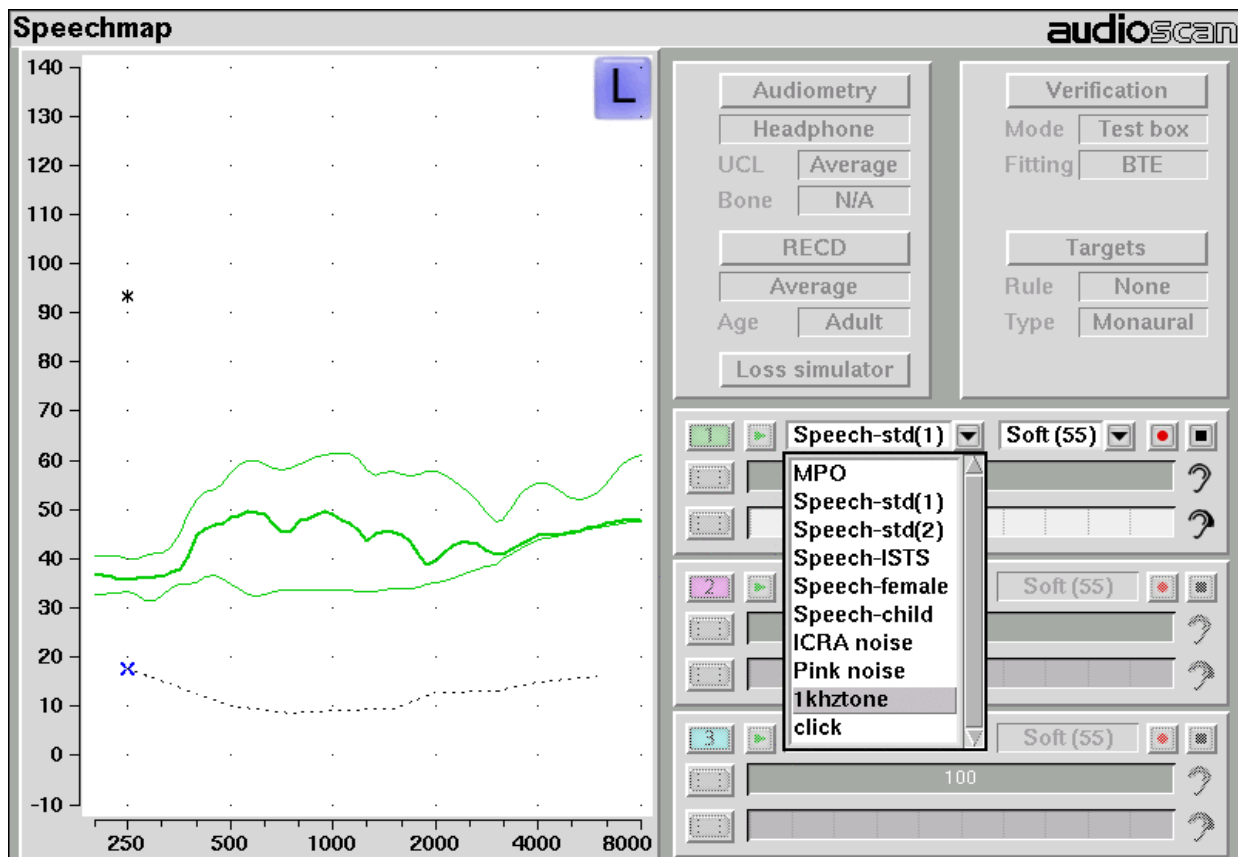 Speechmap
audioscan
L
140
130
120
110
100
90
80
70
60
50
40
30
20
10
0
-10
250 500 1000 2000 4000 8000
Audiometry
Headphone
UCL Average
Bone N/A
RECD
Average
Age Adult
Loss simulator
Verification
Mode Test box
Fitting BTE
Targets
Rule None
Type Monaural
1 Speech-std(1) Soft (55)
MPO
Speech-std(1)
Speech-std(2)
Speech-ISTS
Speech-female
Speech-child
ICRA noise
Pink noise
1khztone
click
2 Soft (55)
3 Soft (55)
100